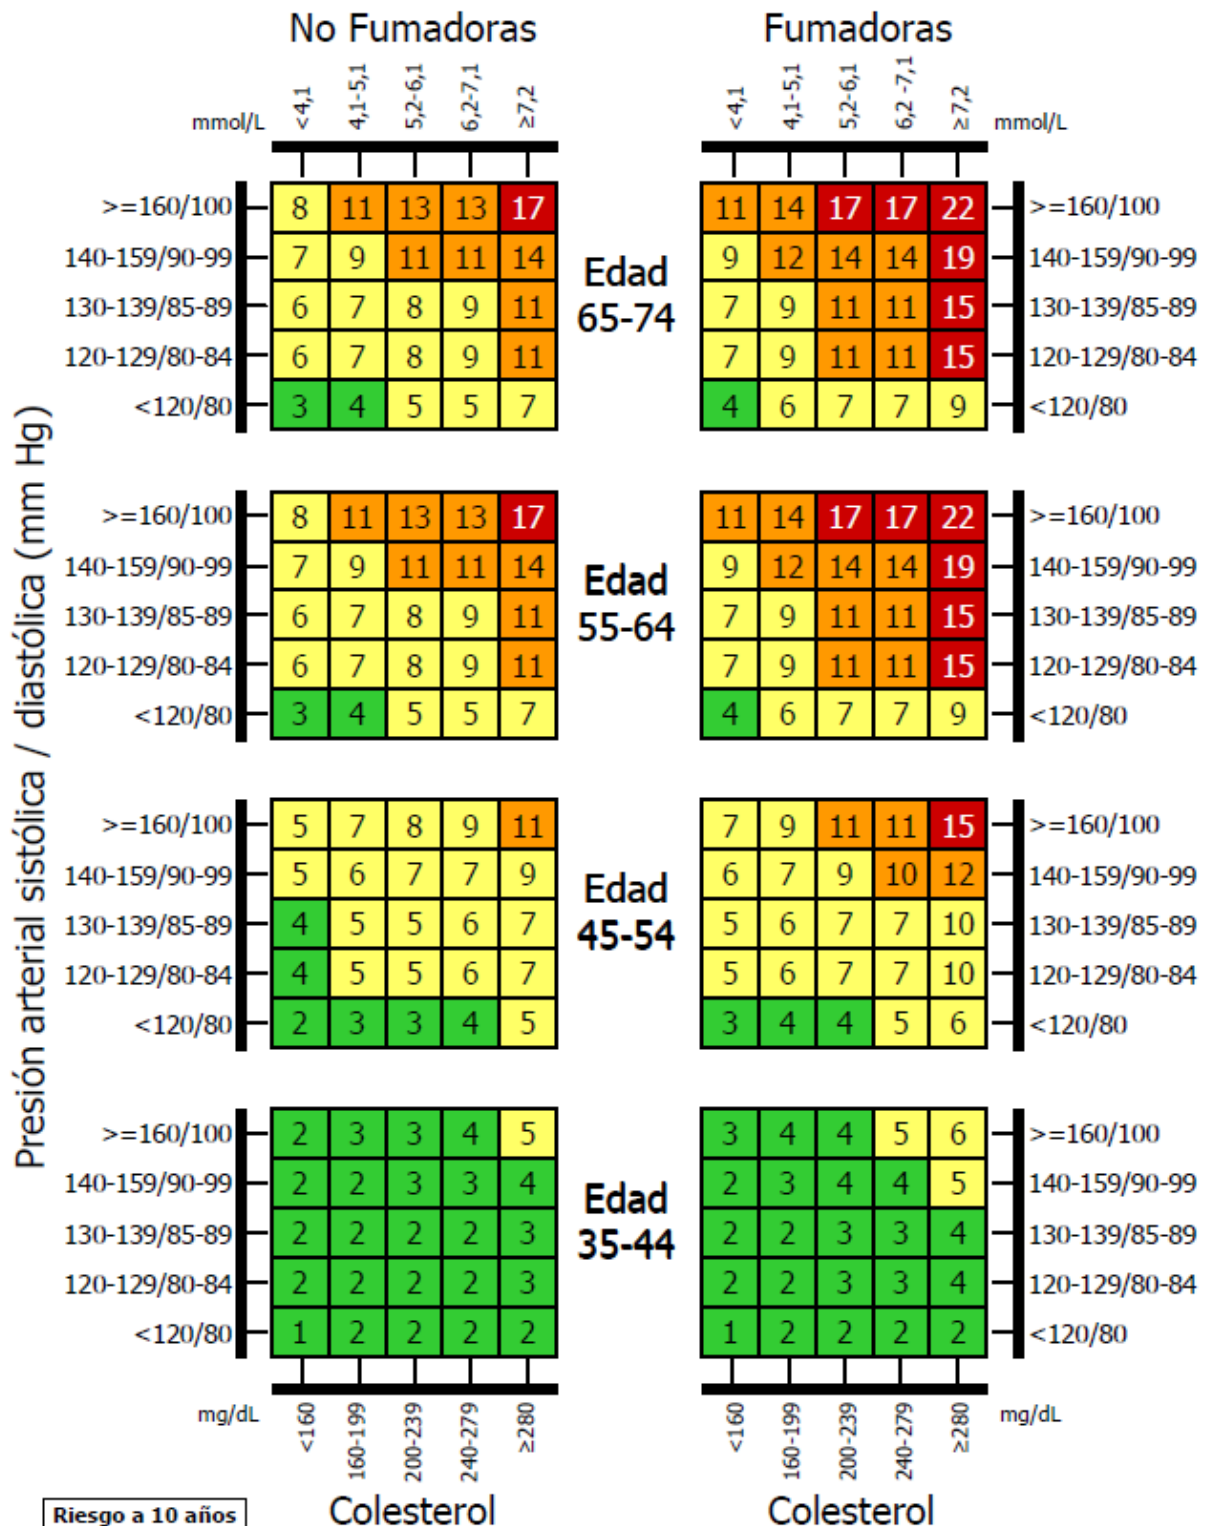 No Fumadoras Fumadoras
<4,1 4,1-5,1 5,2-6,1 6,2-7,1 ≥7,2 <4,1 4,1-5,1 5,2-6,1 6,2 -7,1 ≥7,2
mmol/L mmol/L
Presión arterial sistólica / diastólica (mm Hg)
>=160/100 8 11 13 13 17 11 14 17 17 22 >=160/100
140-159/90-99 7 9 11 11 14 9 12 14 14 19 140-159/90-99
Edad
130-139/85-89 6 7 8 9 11 7 9 11 11 15 130-139/85-89
65-74
120-129/80-84 6 7 8 9 11 7 9 11 11 15 120-129/80-84
<120/80 3 4 5 5 7 4 6 7 7 9 <120/80
>=160/100 8 11 13 13 17 11 14 17 17 22 >=160/100
140-159/90-99 7 9 11 11 14 9 12 14 14 19 140-159/90-99
Edad
130-139/85-89 6 7 8 9 11 7 9 11 11 15 130-139/85-89
55-64
120-129/80-84 6 7 8 9 11 7 9 11 11 15 120-129/80-84
<120/80 3 4 5 5 7 4 6 7 7 9 <120/80
>=160/100 5 7 8 9 11 7 9 11 11 15 >=160/100
140-159/90-99 5 6 7 7 9 6 7 9 10 12 140-159/90-99
Edad
130-139/85-89 4 5 5 6 7 5 6 7 7 10 130-139/85-89
45-54
120-129/80-84 4 5 5 6 7 5 6 7 7 10 120-129/80-84
<120/80 2 3 3 4 5 3 4 4 5 6 <120/80
>=160/100 2 3 3 4 5 3 4 4 5 6 >=160/100
140-159/90-99 2 2 3 3 4 2 3 4 4 5 140-159/90-99
Edad
130-139/85-89 2 2 2 2 3 2 2 3 3 4 130-139/85-89
35-44
120-129/80-84 2 2 2 2 3 2 2 3 3 4 120-129/80-84
<120/80 1 2 2 2 2 1 2 2 2 2 <120/80
mg/dL mg/dL
<160 160-199 200-239 240-279 ≥280 <160 160-199 200-239 240-279 ≥280
Colesterol Colesterol
Riesgo a 10 años